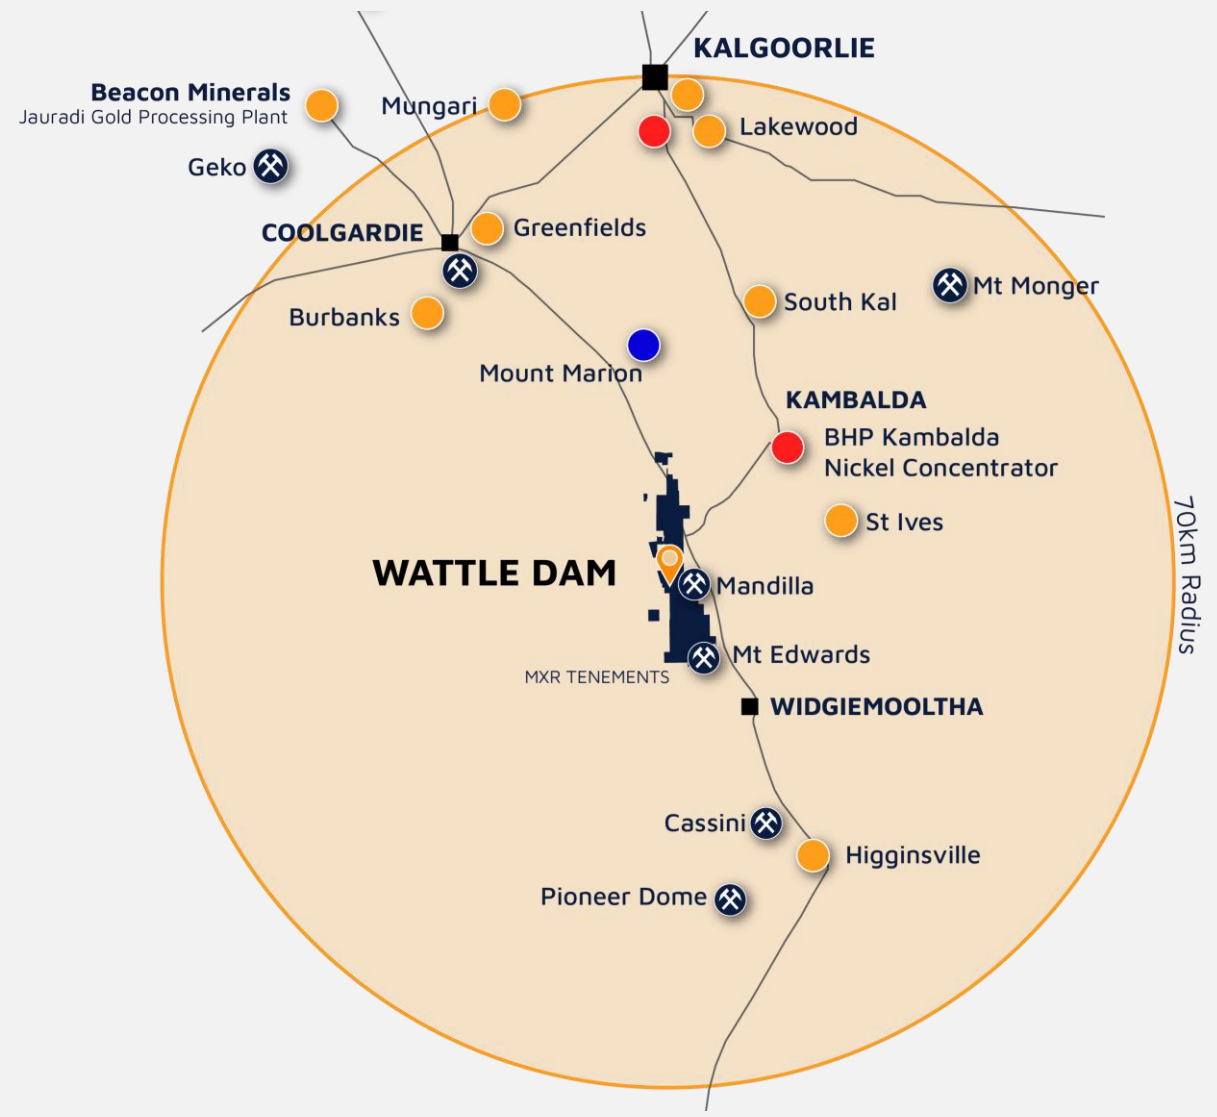 KALGOORLIE
Beacon Minerals
Jauradi Gold Processing Plant
Mungari
Lakewood
Geko
COOLGARDIE
Greenfields
Mt Monger
South Kal
Burbanks
Mount Marion
KAMBALDA
BHP Kambalda
Nickel Concentrator
St Ives
70km Radius
WATTLE DAM
Mandilla
Mt Edwards
MXR TENEMENTS
WIDGIEMOOLTHA
Cassini
Higginsville
Pioneer Dome